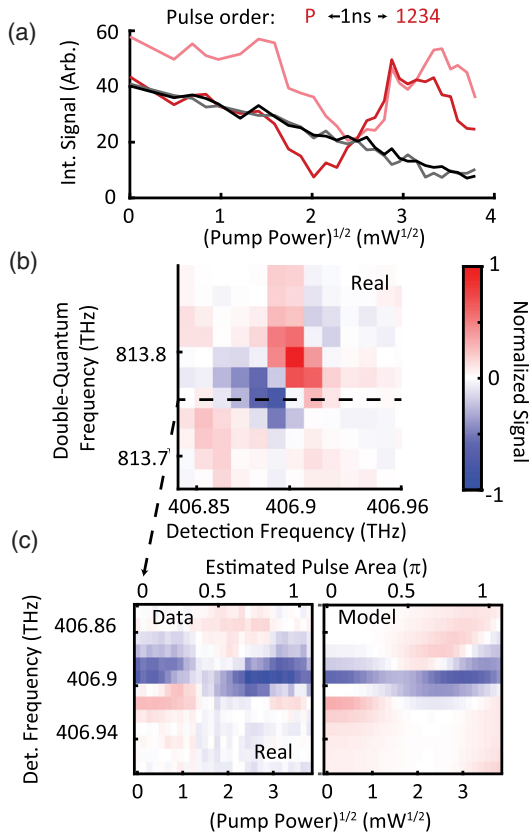 (a)
Pulse order: P ←1ns→ 1234
Int. Signal (Arb.)
60
40
20
0
0 1 2 3 4
(Pump Power)1/2 (mW1/2)
(b)
Real
Double-Quantum
Frequency (THz)
813.8
813.7
406.85 406.9 406.96
Detection Frequency (THz)
1
0
-1
Normalized Signal
(c)
Estimated Pulse Area (π)
0 0.5 1 0 0.5 1
Data Model
Det. Frequency (THz)
406.86
406.9
406.94
Real
0 1 2 3 0 1 2 3
(Pump Power)1/2 (mW1/2)